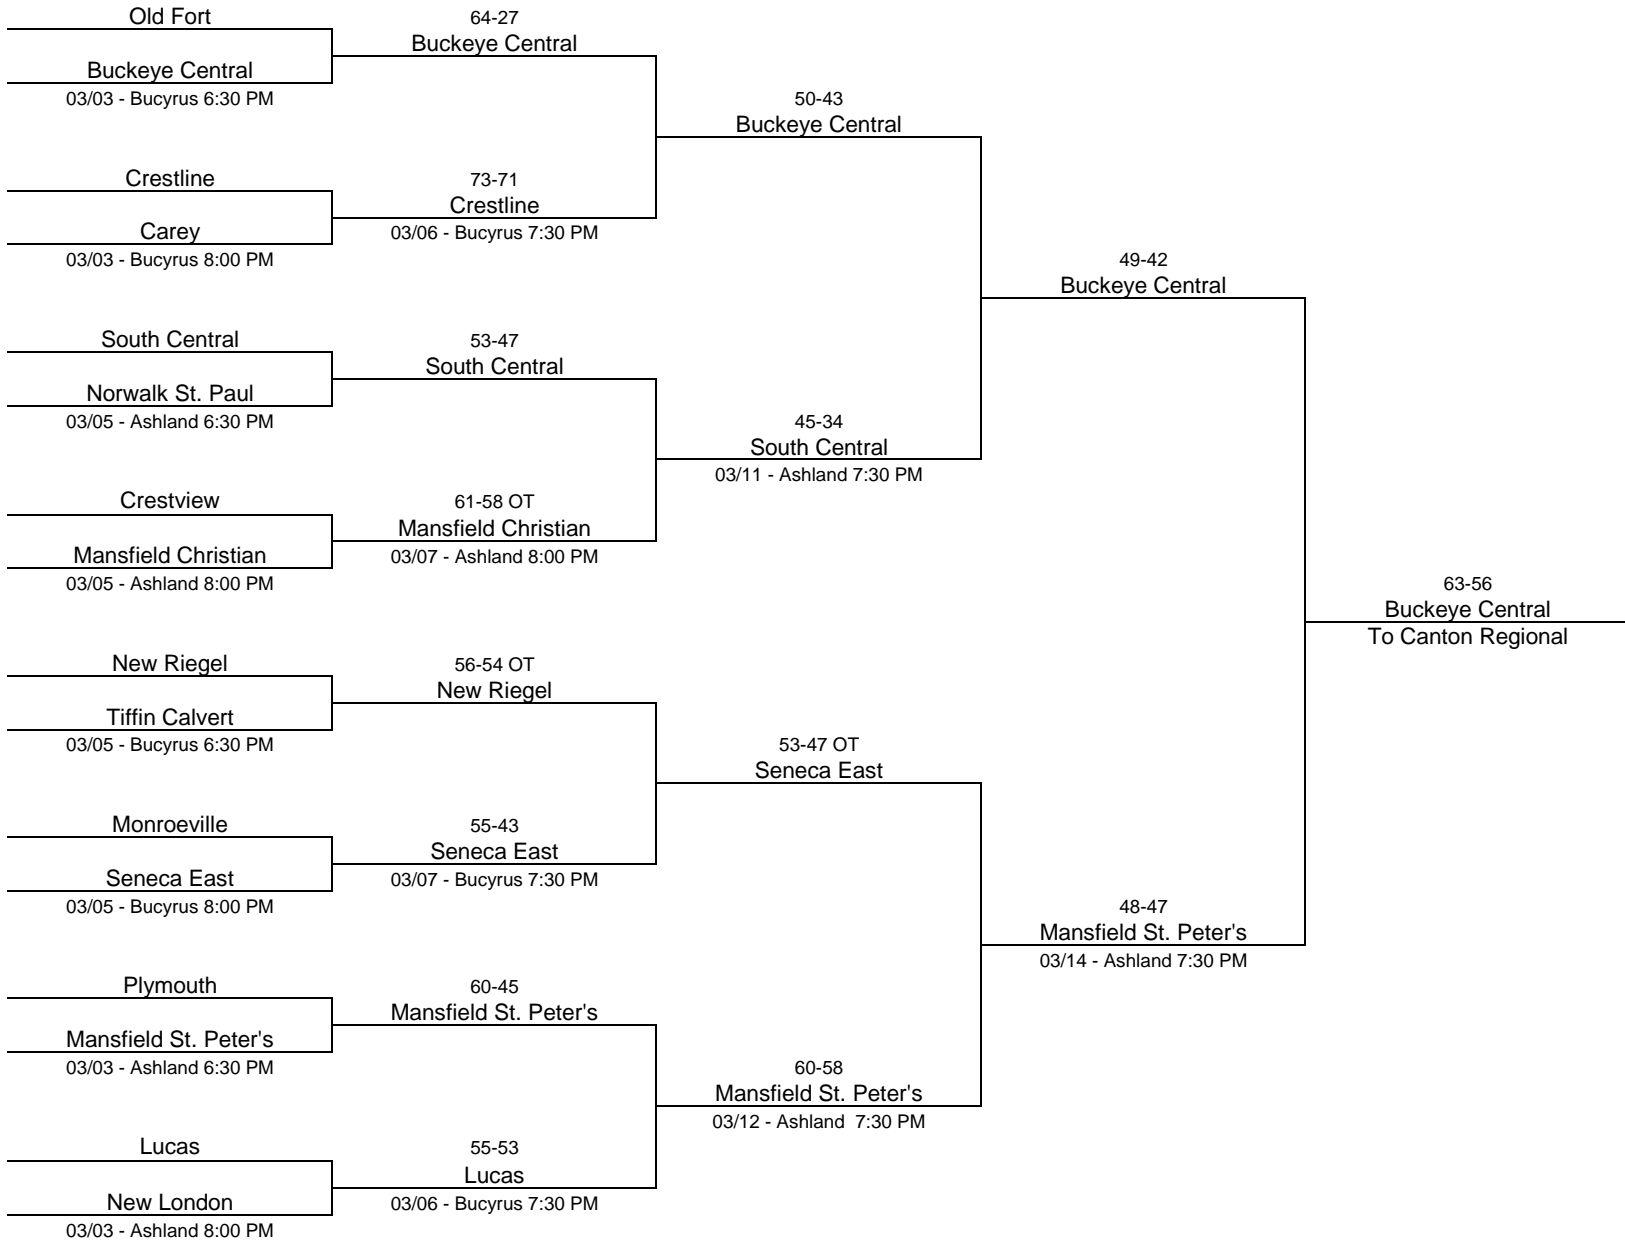 Old Fort
Buckeye Central
03/03 - Bucyrus 6:30 PM
Crestline
Carey
03/03 - Bucyrus 8:00 PM
South Central
Norwalk St. Paul
03/05 - Ashland 6:30 PM
Crestview
Mansfield Christian
03/05 - Ashland 8:00 PM
New Riegel
Tiffin Calvert
03/05 - Bucyrus 6:30 PM
Monroeville
Seneca East
03/05 - Bucyrus 8:00 PM
Plymouth
Mansfield St. Peter's
03/03 - Ashland 6:30 PM
Lucas
New London
03/03 - Ashland 8:00 PM
64-27
Buckeye Central
73-71
Crestline
03/06 - Bucyrus 7:30 PM
53-47
South Central
61-58 OT
Mansfield Christian
03/07 - Ashland 8:00 PM
56-54 OT
New Riegel
55-43
Seneca East
03/07 - Bucyrus 7:30 PM
60-45
Mansfield St. Peter's
55-53
Lucas
03/06 - Bucyrus 7:30 PM
50-43
Buckeye Central
45-34
South Central
03/11 - Ashland 7:30 PM
53-47 OT
Seneca East
60-58
Mansfield St. Peter's
03/12 - Ashland  7:30 PM
49-42
Buckeye Central
48-47
Mansfield St. Peter's
03/14 - Ashland 7:30 PM
63-56
Buckeye Central
To Canton Regional